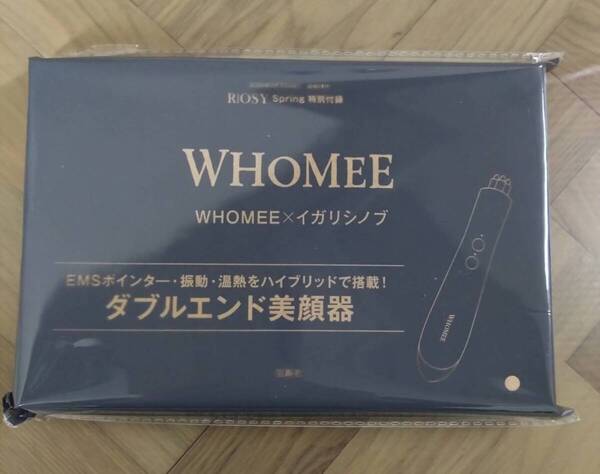 R|OSY Spring 特別付録
WHOMEE
WHOMEE×イガリシノブ
EMSポインター・振動・温熱をハイブリッドで搭載!
ダブルエンド美顔器
WHOMEE